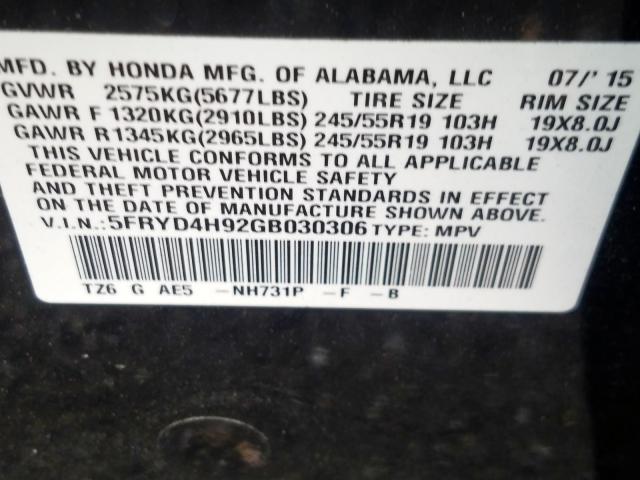 MFD. BY HONDA MFG. OF ALABAMA, LLC 07/' 15
GVWR 2575KG(5677LBS) TIRE SIZE RIM SIZE
GAWR F 1320KG(2910LBS) 245/55R19 103H 19X8.0J
GAWR R1345KG(2965LBS) 245/55R19 103H 19X8.0J
THIS VEHICLE CONFORMS TO ALL APPLICABLE
FEDERAL MOTOR VEHICLE SAFETY
AND THEFT PREVENTION STANDARDS IN EFFECT
ON THE DATE OF MANUFACTURE SHOWN ABOVE.
V.I.N.:5FRYD4H92GB030306 TYPE: MPV
TZ6 G AE5 -NH731P -F -B